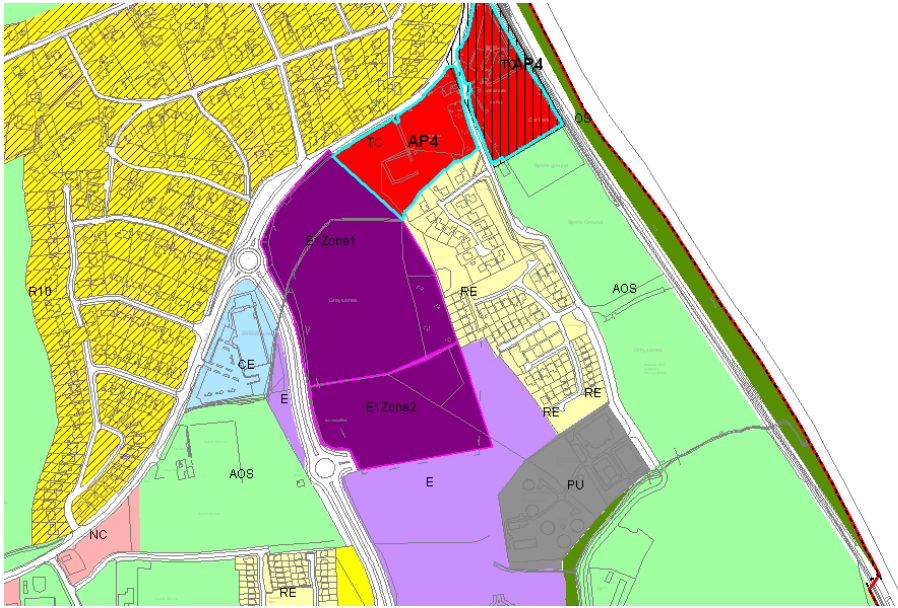 TC
AP4
AP4
OS
E1Zone1
RE
AOS
R10
CE
E
E1Zone2
RE
RE
AOS
E
PU
NC
RE